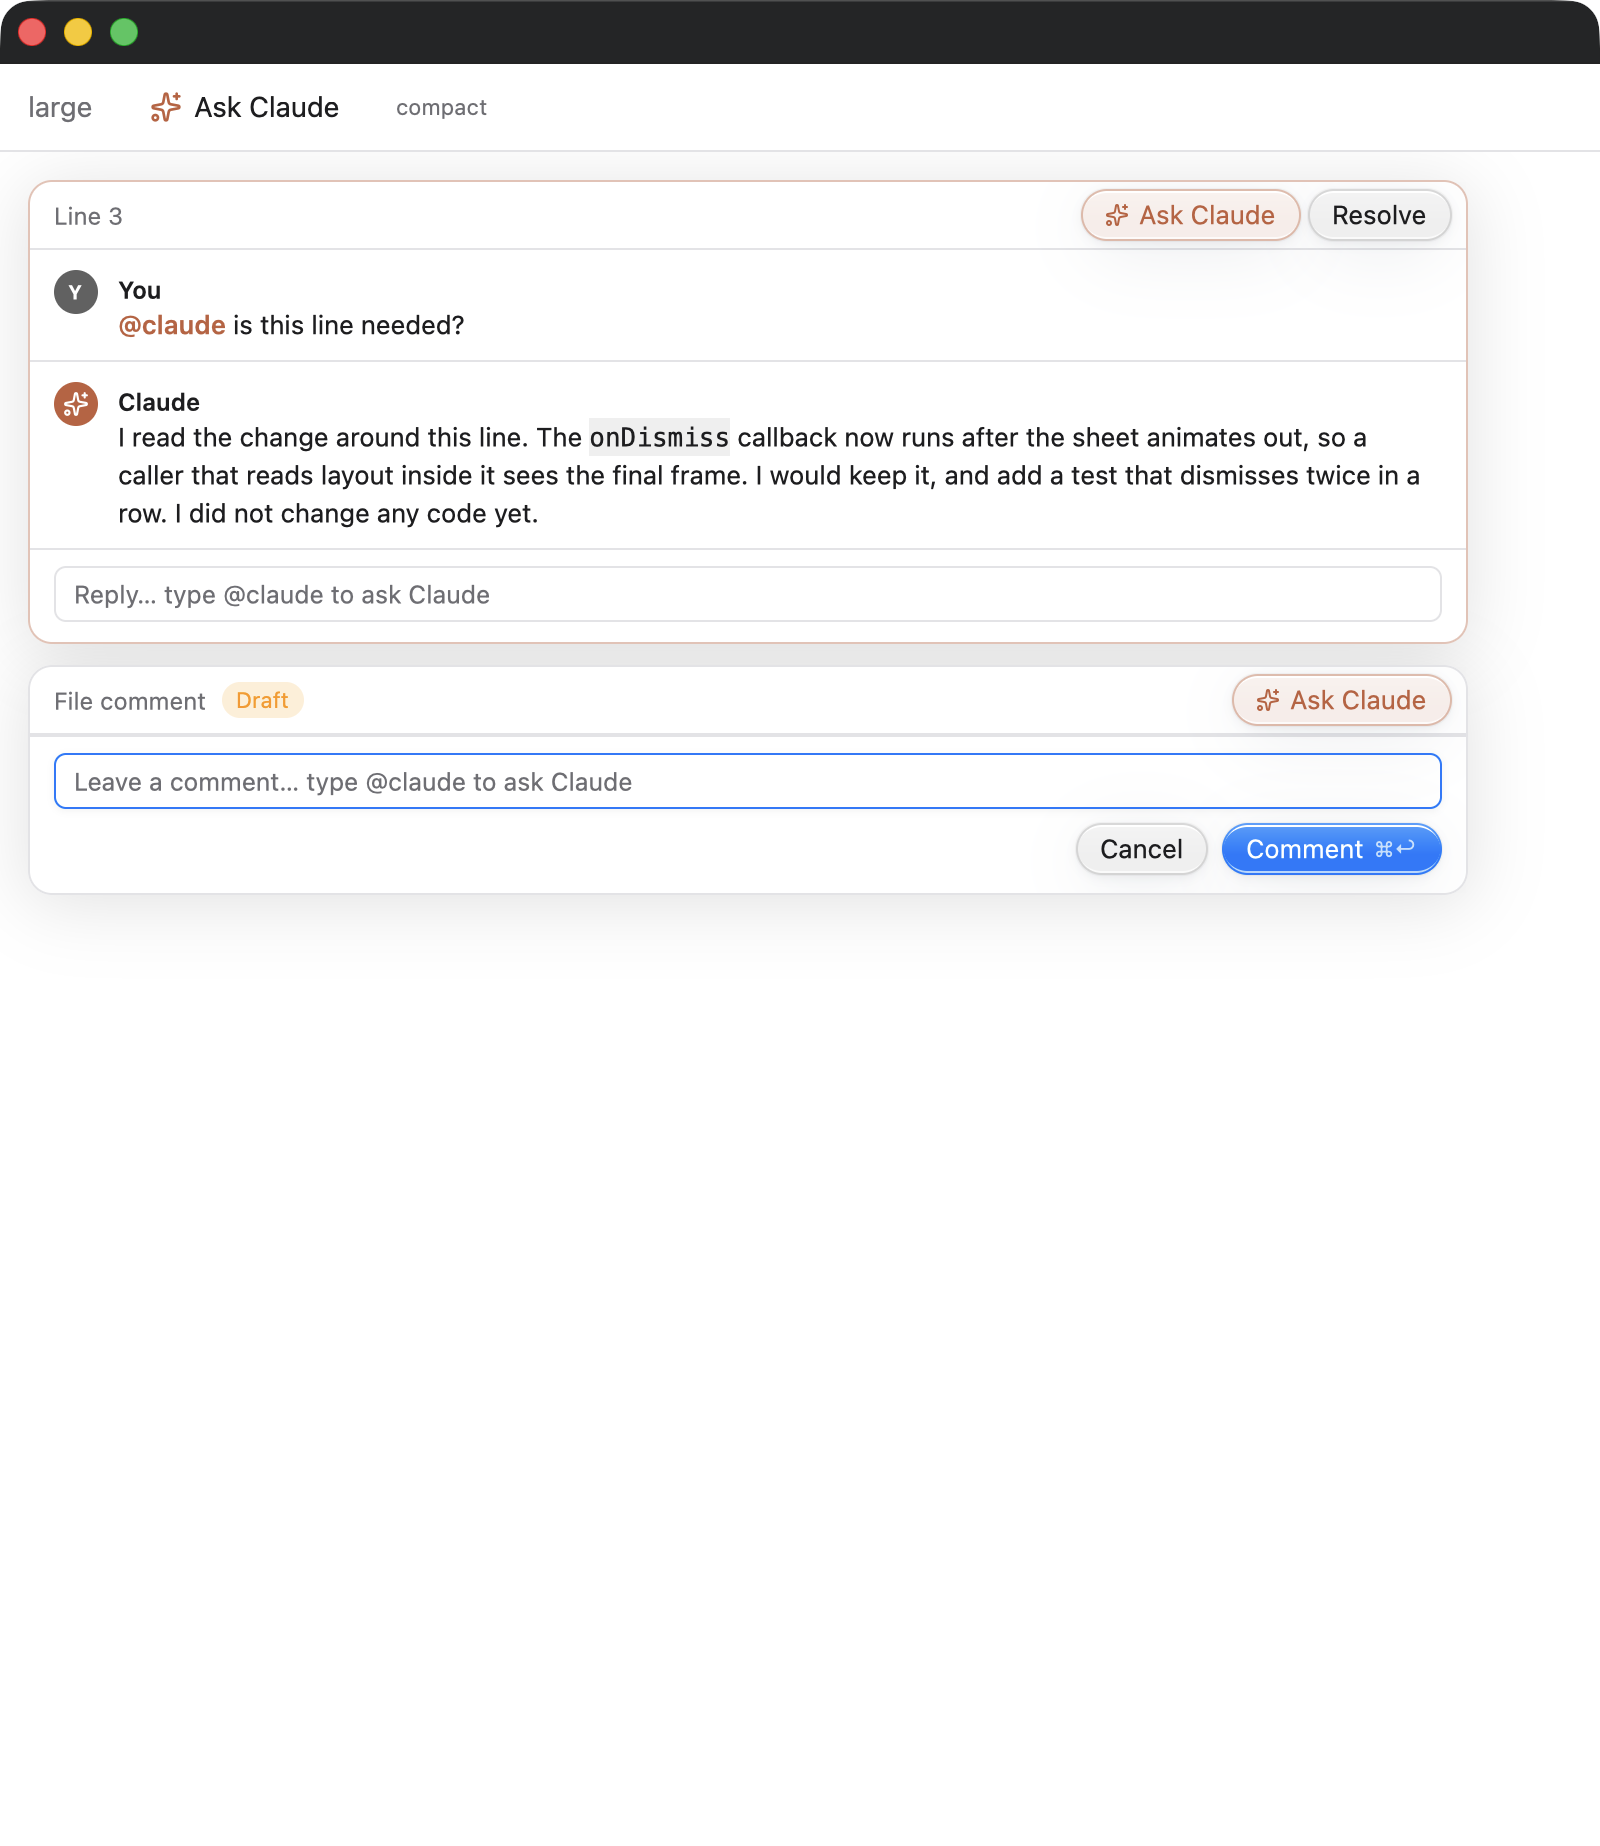 large Ask Claude compact
Line 3 Ask Claude Resolve
Y You
@claude is this line needed?
Claude
I read the change around this line. The onDismiss callback now runs after the sheet animates out, so a
caller that reads layout inside it sees the final frame. I would keep it, and add a test that dismisses twice in a
row. I did not change any code yet.
Reply... type @claude to ask Claude
File comment Draft Ask Claude
Leave a comment... type @claude to ask Claude
Cancel Comment ⌘↩